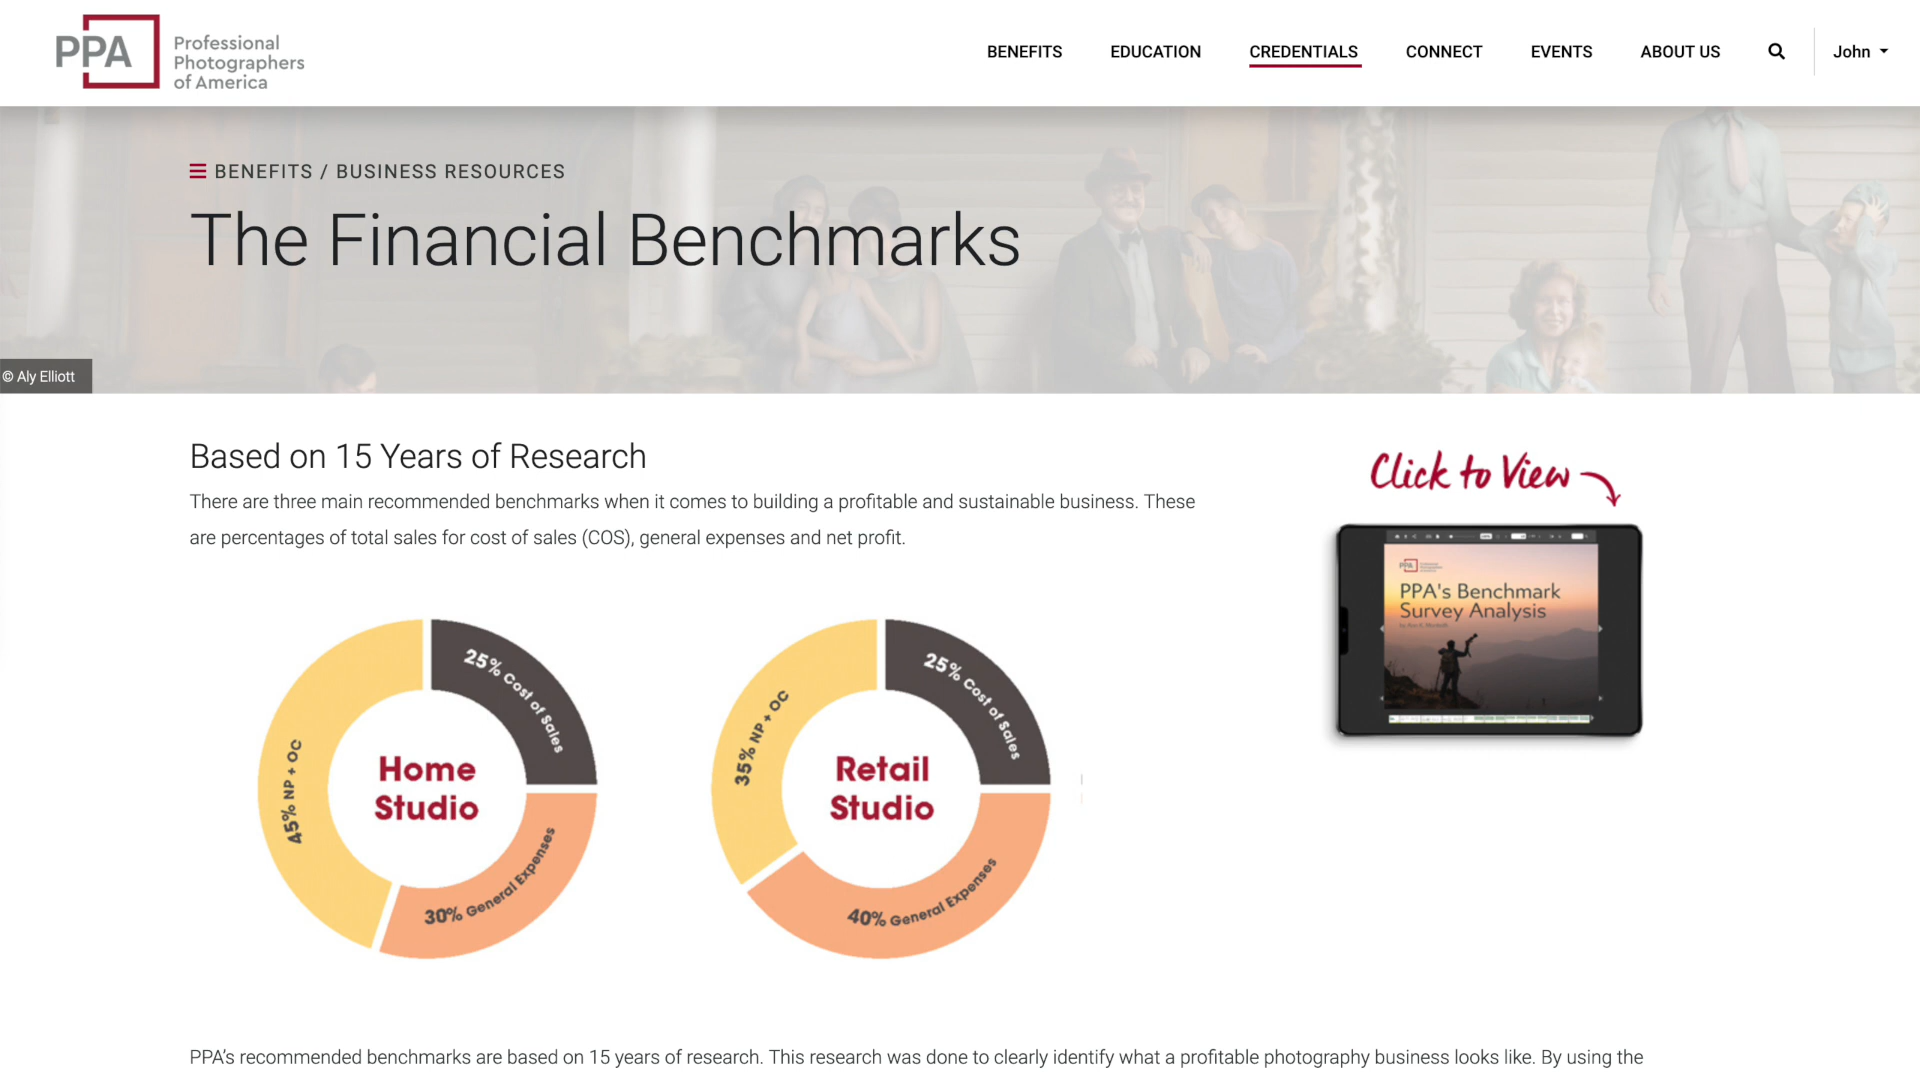 PPA
Professional
Photographers
of America
BENEFITS EDUCATION CREDENTIALS CONNECT EVENTS ABOUT US John
BENEFITS / BUSINESS RESOURCES
The Financial Benchmarks
© Aly Elliott
Based on 15 Years of Research
There are three main recommended benchmarks when it comes to building a profitable and sustainable business. These
are percentages of total sales for cost of sales (COS), general expenses and net profit.
Click to View
PPA
PPA's Benchmark
Survey Analysis
25% Cost of Sales
45% NP + OC
Home
Studio
30% General Expenses
25% Cost of Sales
35% NP + OC
Retail
Studio
40% General Expenses
PPA's recommended benchmarks are based on 15 years of research. This research was done to clearly identify what a profitable photography business looks like. By using the